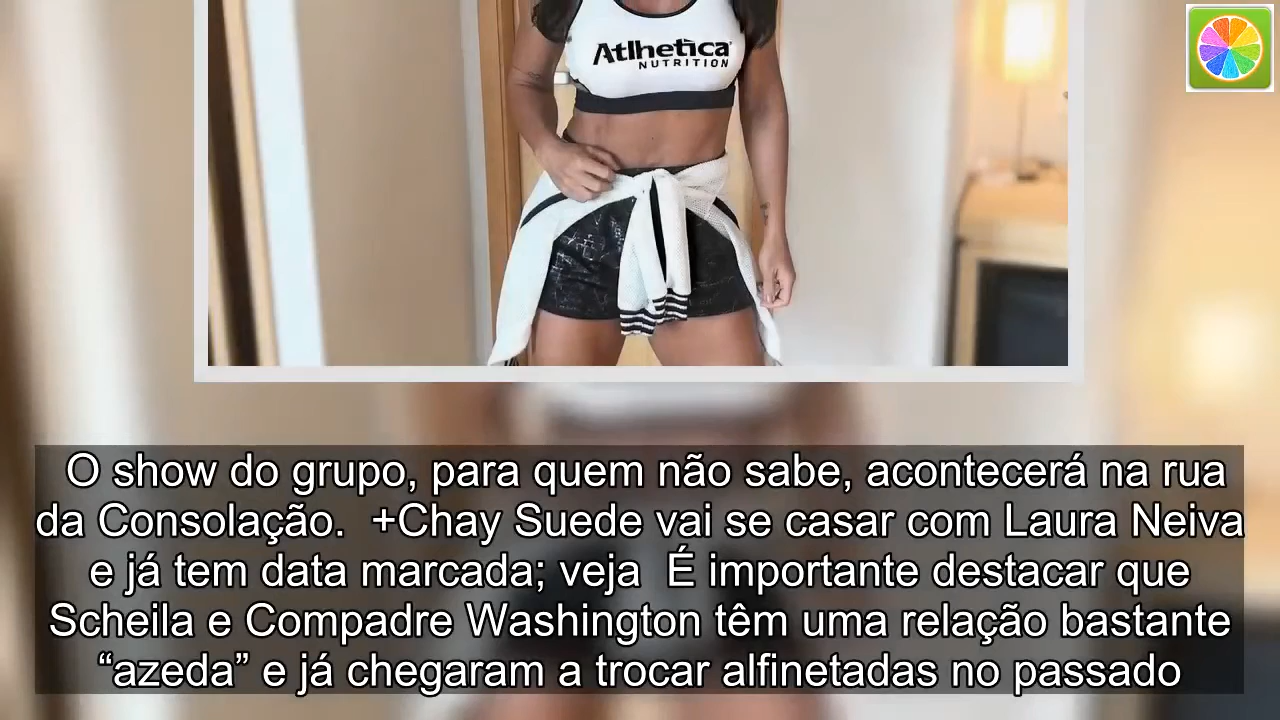 Atlhetica
NUTRITION
O show do grupo, para quem não sabe, acontecerá na rua
da Consolação.  +Chay Suede vai se casar com Laura Neiva
e já tem data marcada; veja  É importante destacar que
Scheila e Compadre Washington têm uma relação bastante
“azeda” e já chegaram a trocar alfinetadas no passado